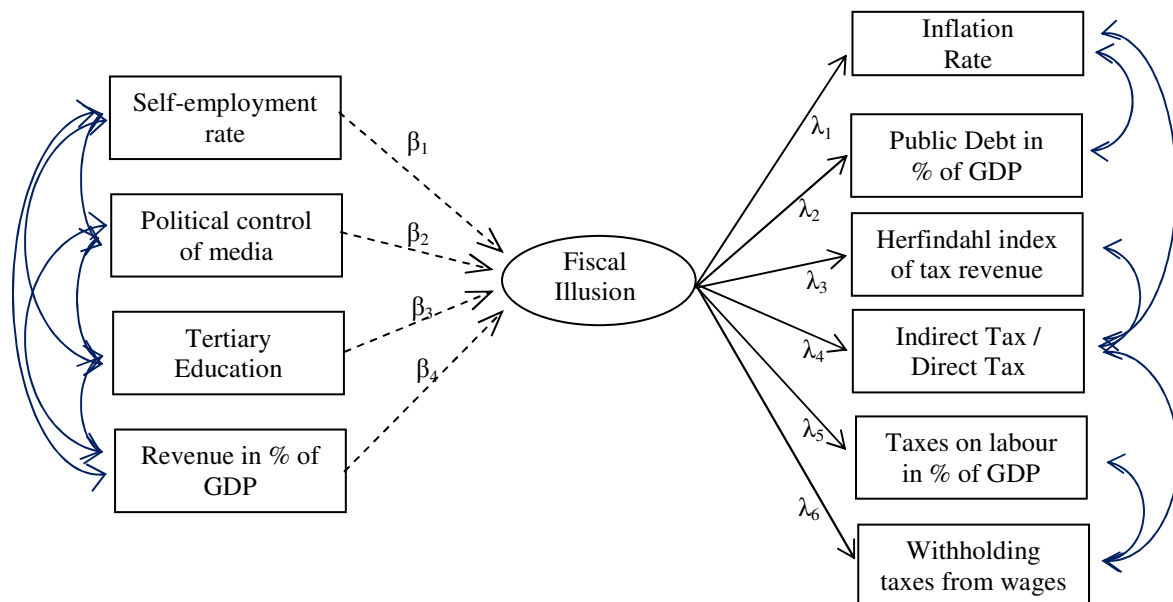 Self-employment
rate
Political control
of media
Tertiary
Education
Revenue in % of
GDP
β1
β2
β3
β4
Fiscal
Illusion
λ1
λ2
λ3
λ4
λ5
λ6
Inflation
Rate
Public Debt in
% of GDP
Herfindahl index
of tax revenue
Indirect Tax /
Direct Tax
Taxes on labour
in % of GDP
Withholding
taxes from wages